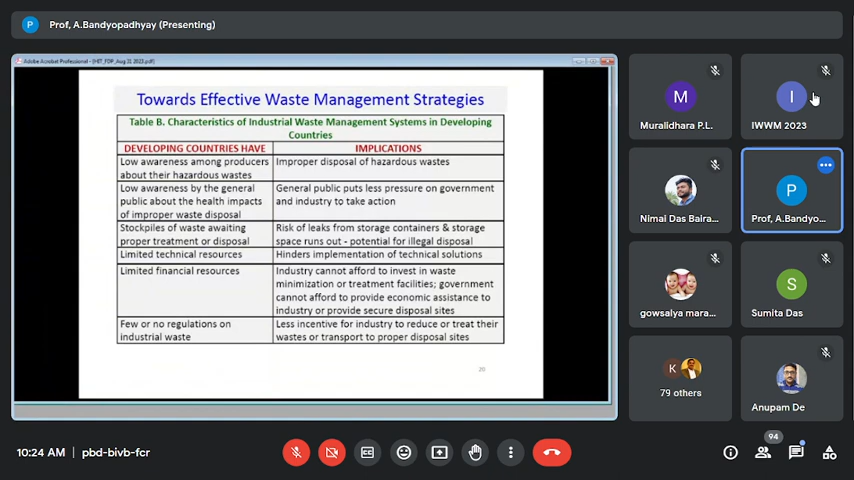 P Prof, A.Bandyopadhyay (Presenting)
Towards Effective Waste Management Strategies
Table B. Characteristics of Industrial Waste Management Systems in Developing
Countries
DEVELOPING COUNTRIES HAVE IMPLICATIONS
Low awareness among producers
about their hazardous wastes
Improper disposal of hazardous wastes
Low awareness by the general
public about the health impacts
of improper waste disposal
General public puts less pressure on government
and industry to take action
Stockpiles of waste awaiting
proper treatment or disposal
Risk of leaks from storage containers & storage
space runs out - potential for illegal disposal
Limited technical resources
Hinders implementation of technical solutions
Limited financial resources
Industry cannot afford to invest in waste
minimization or treatment facilities; government
cannot afford to provide economic assistance to
industry or provide secure disposal sites
Few or no regulations on
industrial waste
Less incentive for industry to reduce or treat their
wastes or transport to proper disposal sites
20
M
Muralidhara P.L.
I
IWWM 2023
Nimai Das Baira...
P
Prof, A.Bandyo...
gowsalya mara...
S
Sumita Das
K
79 others
Anupam De
10:24 AM | pbd-bivb-fcr
CC
94